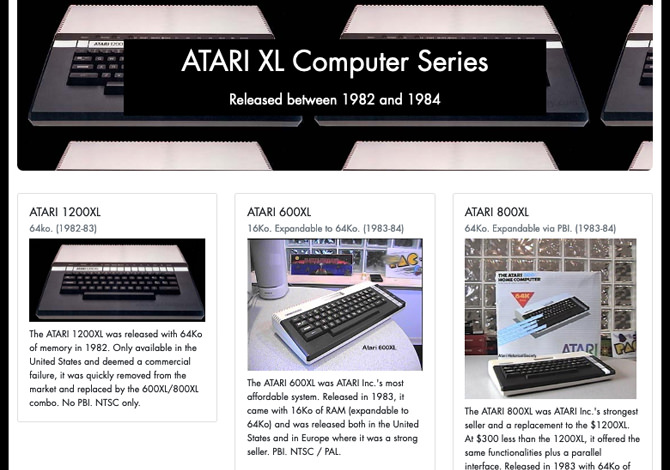 ATARI XL Computer Series
Released between 1982 and 1984
ATARI 1200XL
64ko. (1982-83)
The ATARI 1200XL was released with 64Ko
of memory in 1982. Only available in the
United States and deemed a commercial
failure, it was quickly removed from the
market and replaced by the 600XL/800XL
combo. No PBI. NTSC only.
ATARI 600XL
16Ko. Expandable to 64Ko. (1983-84)
PAC
Atari 600XL
The ATARI 600XL was ATARI Inc.'s most
affordable system. Released in 1983, it
came with 16Ko of RAM (expandable to
64Ko) and was released both in the United
States and in Europe where it was a strong
seller. PBI. NTSC / PAL.
ATARI 800XL
64Ko. Expandable via PBI. (1983-84)
THE ATARI
HOME COMPUTER
64K
ATARI
Atari Historical Society
The ATARI 800XL was ATARI Inc.'s strongest
seller and a replacement to the $1200XL.
At $300 less than the 1200XL, it offered the
same functionalities plus a parallel
interface. Released in 1983 with 64Ko of